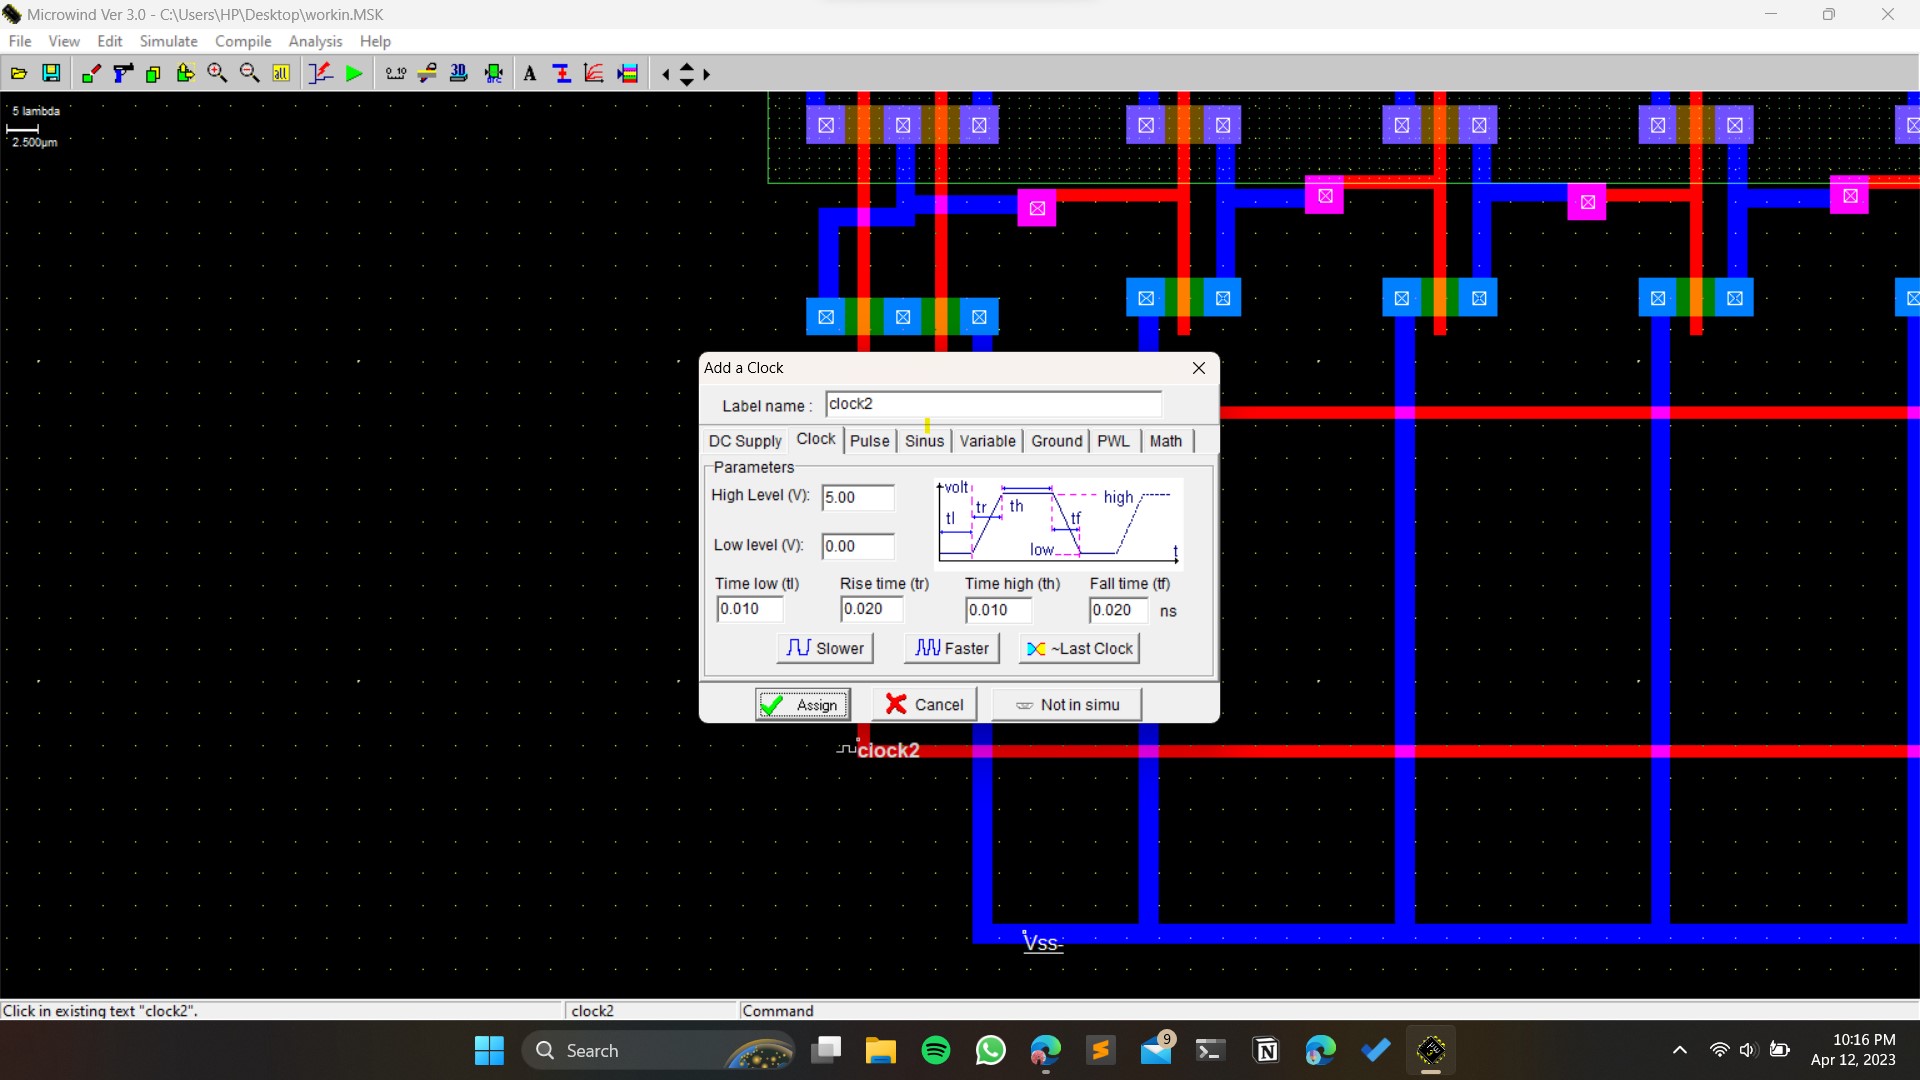 Microwind Ver 3.0 - C:\Users\HP\Desktop\workin.MSK
File View Edit Simulate Compile Analysis Help
5 lambda
2.500µm
Add a Clock
Label name : clock2
DC Supply Clock Pulse Sinus Variable Ground PWL Math
Parameters
High Level (V): 5.00
Low level (V): 0.00
volt
tl
tr
th
tf
high
low
t
Time low (tl) Rise time (tr) Time high (th) Fall time (tf)
0.010 0.020 0.010 0.020 ns
Slower Faster ~Last Clock
Assign Cancel Not in simu
clock2
Vss-
Click in existing text "clock2". clock2 Command
Search
9
10:16 PM
Apr 12, 2023